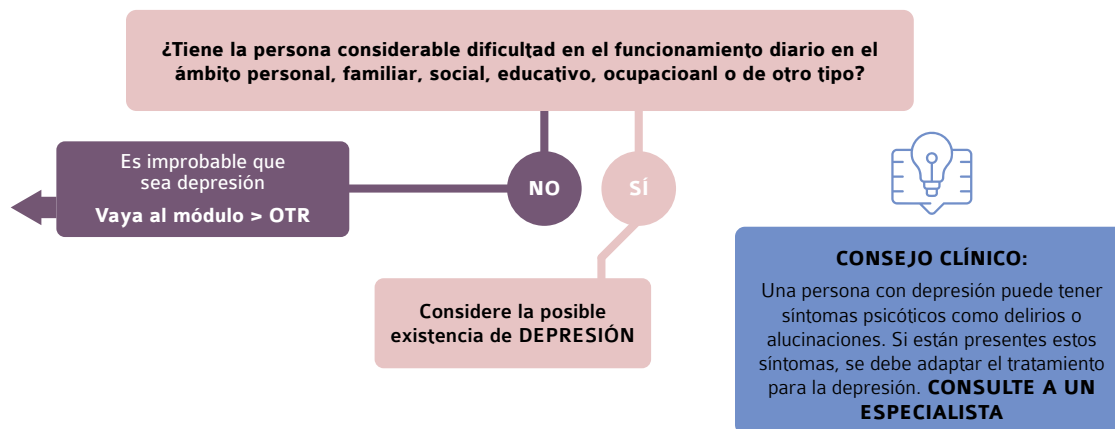 ¿Tiene la persona considerable dificultad en el funcionamiento diario en el
ámbito personal, familiar, social, educativo, ocupacioanl o de otro tipo?
Es improbable que
sea depresión
Vaya al módulo > OTR
NO
SÍ
Considere la posible
existencia de DEPRESIÓN
CONSEJO CLÍNICO:
Una persona con depresión puede tener
síntomas psicóticos como delirios o
alucinaciones. Si están presentes estos
síntomas, se debe adaptar el tratamiento
para la depresión. CONSULTE A UN
ESPECIALISTA